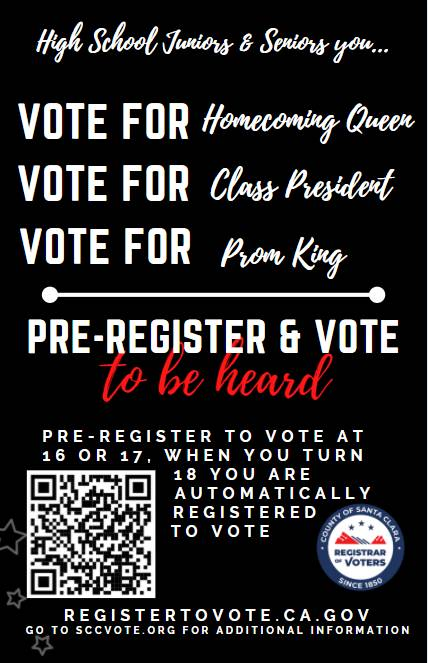 High School Juniors & Seniors you...
VOTE FOR Homecoming Queen
VOTE FOR Class President
VOTE FOR Prom King
PRE-REGISTER & VOTE
to be heard
PRE-REGISTER TO VOTE AT
16 OR 17, WHEN YOU TURN
18 YOU ARE
AUTOMATICALLY
REGISTERED
TO VOTE
COUNTY OF SANTA CLARA
REGISTRAR
OF VOTERS
SINCE 1850
REGISTERTOVOTE.CA.GOV
GO TO SCCVOTE.ORG FOR ADDITIONAL INFORMATION